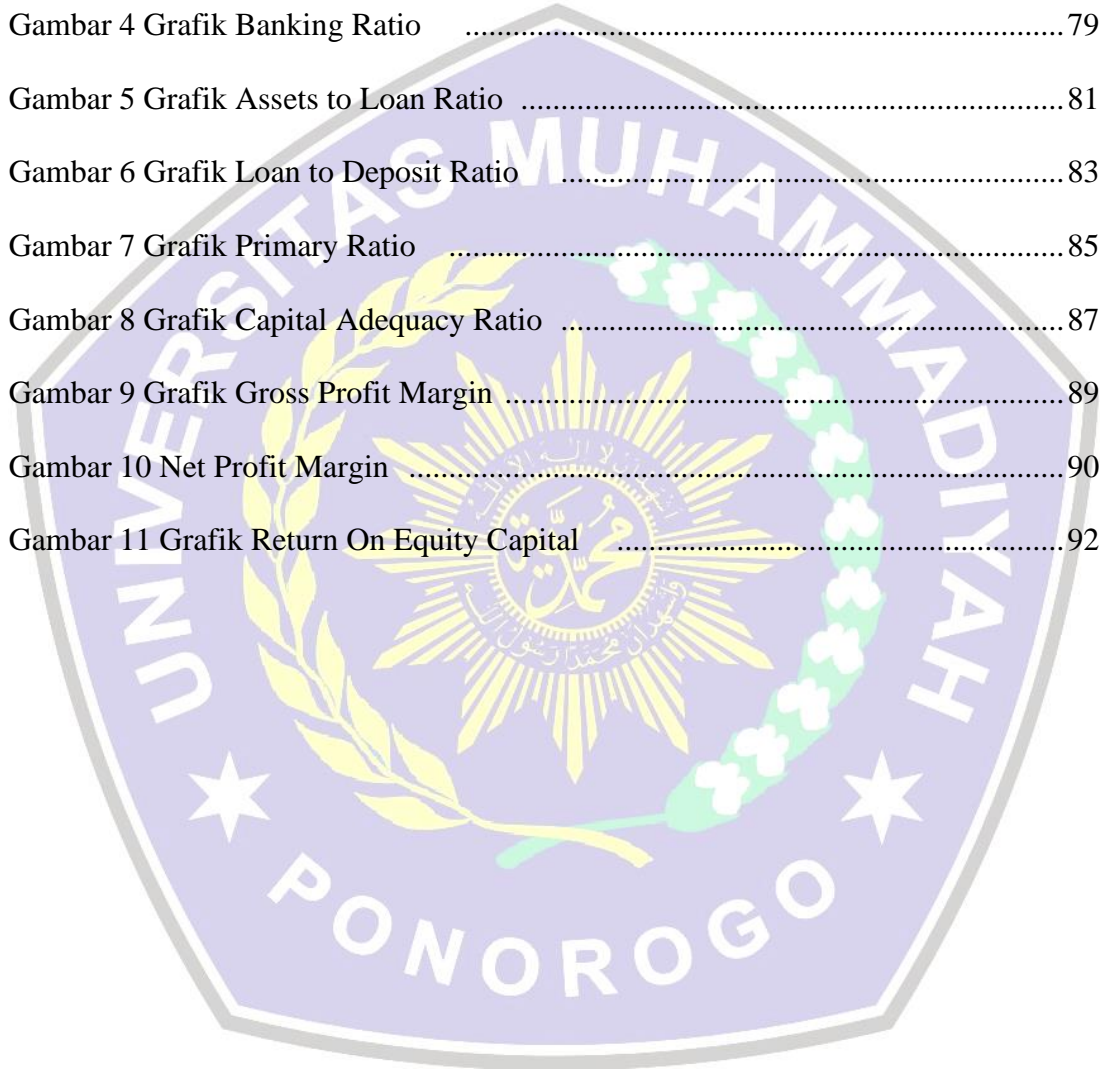 Gambar 4 Grafik Banking Ratio ................................................................ 79
Gambar 5 Grafik Assets to Loan Ratio ................................................................ 81
Gambar 6 Grafik Loan to Deposit Ratio ................................................................ 83
Gambar 7 Grafik Primary Ratio ................................................................ 85
Gambar 8 Grafik Capital Adequacy Ratio ................................................................ 87
Gambar 9 Grafik Gross Profit Margin ................................................................ 89
Gambar 10 Net Profit Margin ................................................................ 90
Gambar 11 Grafik Return On Equity Capital ................................................................ 92
UNIVERSITAS MUHAMMADIYAH
PONOROGO
محمدية